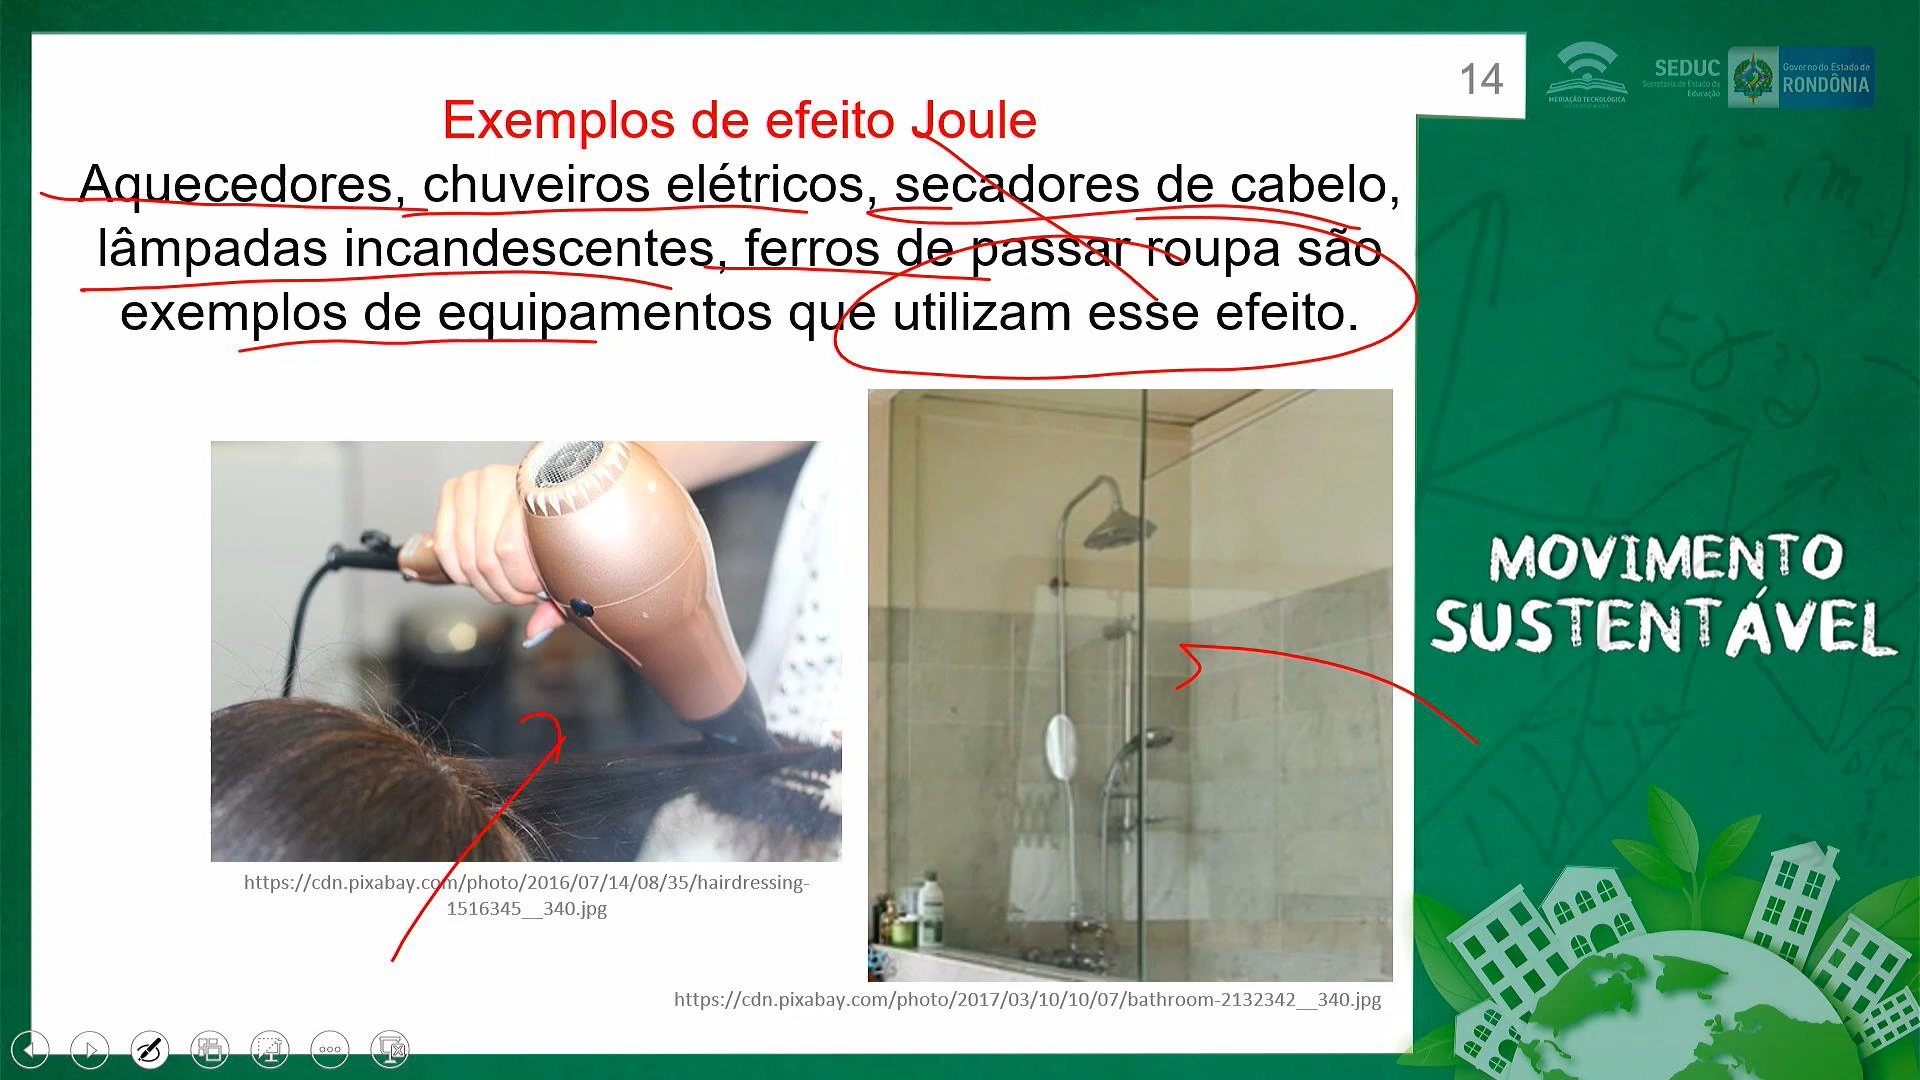 14
Exemplos de efeito Joule
Aquecedores, chuveiros elétricos, secadores de cabelo,
lâmpadas incandescentes, ferros de passar roupa são
exemplos de equipamentos que utilizam esse efeito.
https://cdn.pixabay.com/photo/2016/07/14/08/35/hairdressing-
1516345__340.jpg
https://cdn.pixabay.com/photo/2017/03/10/10/07/bathroom-2132342__340.jpg
MEDIAÇÃO TECNOLÓGICA
SEDUC
Secretaria de Estado da
Educação
Governo do Estado de
RONDÔNIA
MOVIMENTO
SUSTENTÁVEL